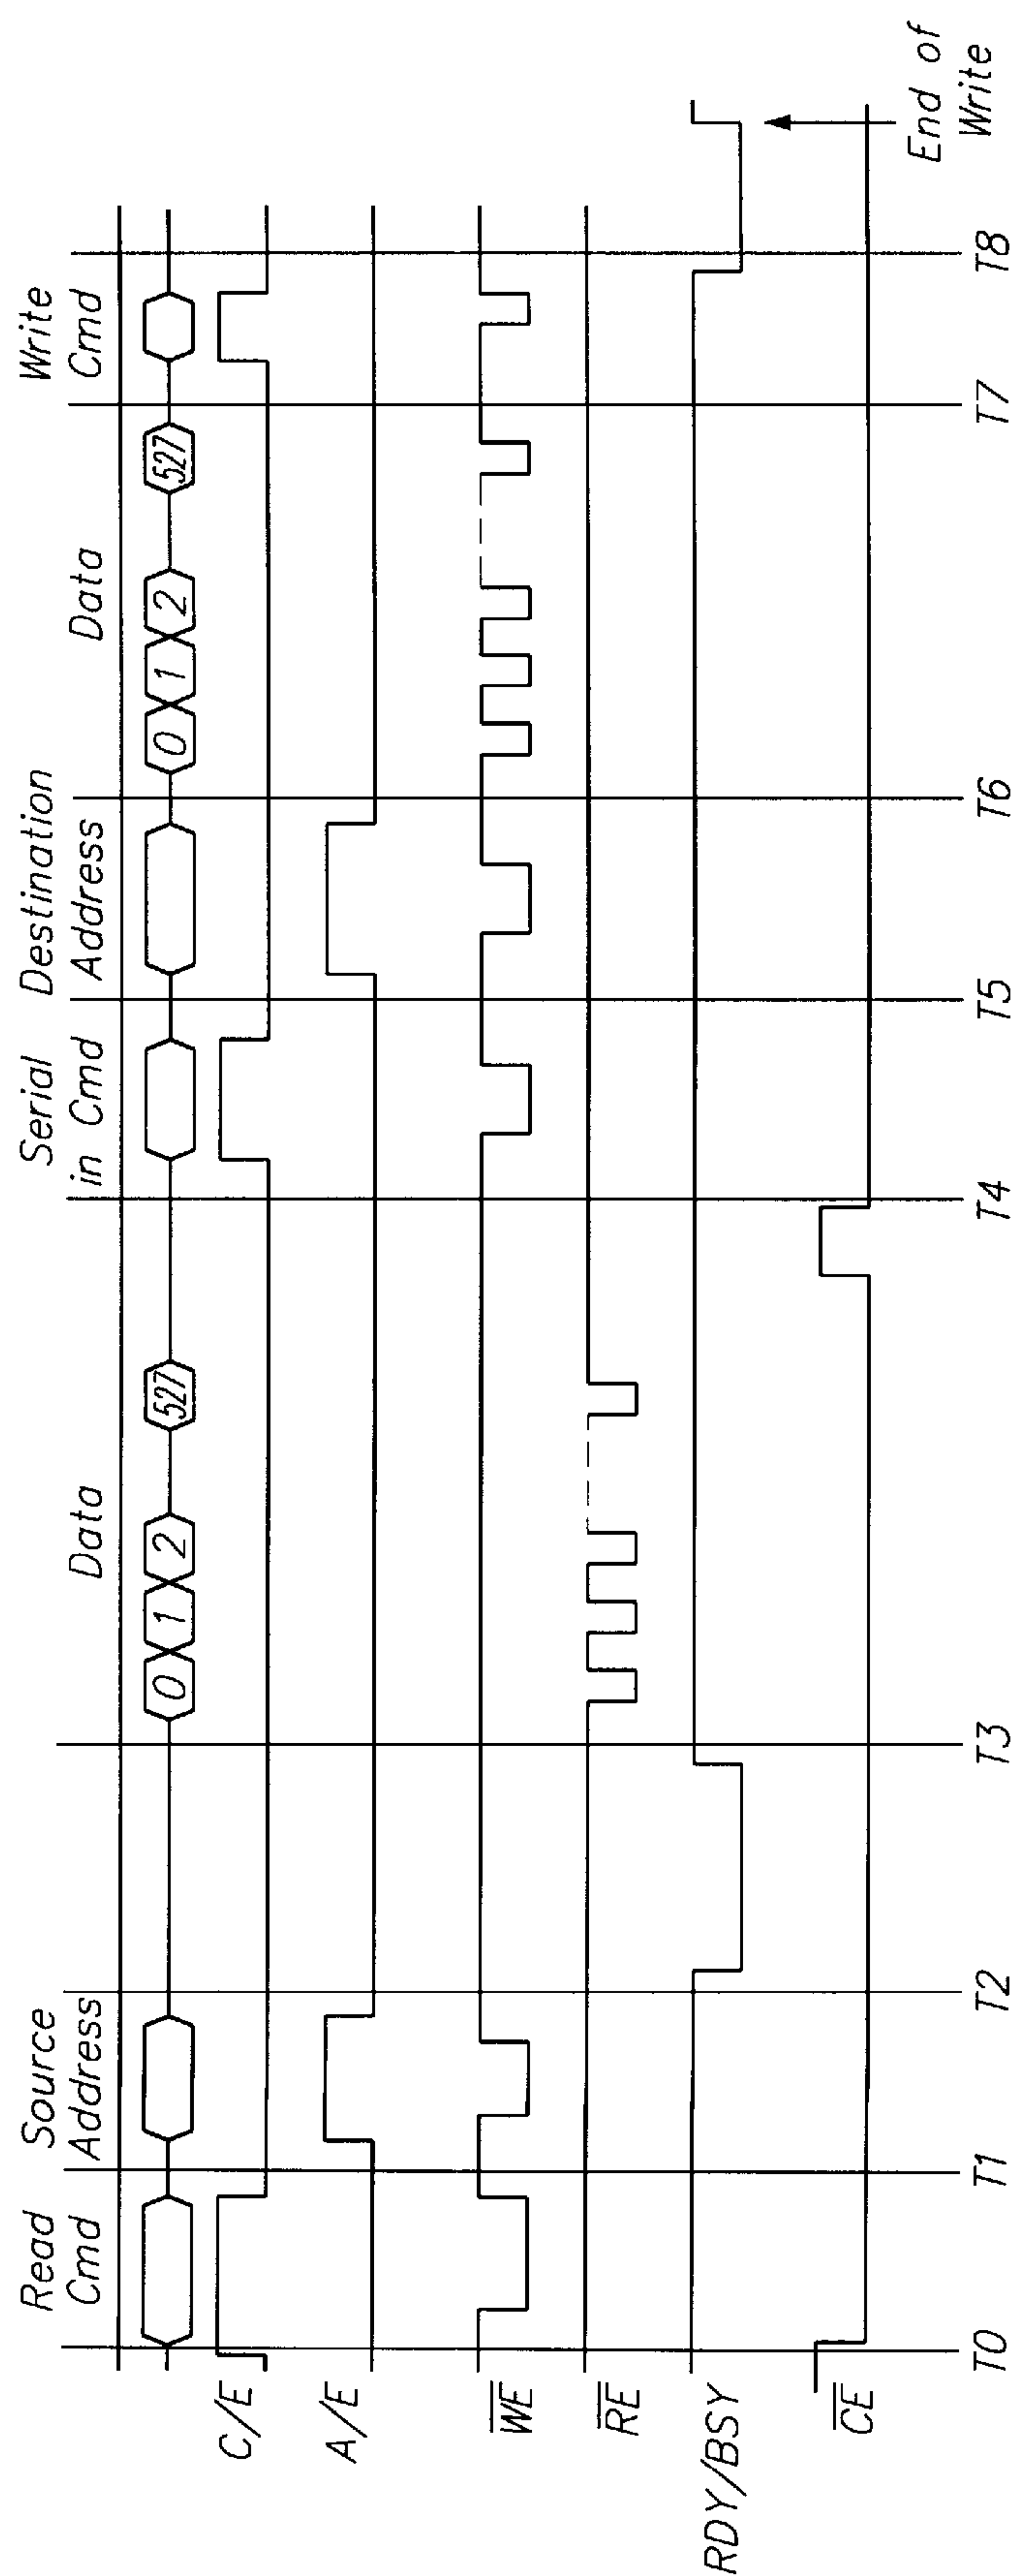 Read
Cmd
Source
Address
Data
Serial
in Cmd
Destination
Address
Data
Write
Cmd
0 1 2 527 0 1 2 527
C/E
A/E
WE
RE
RDY/BSY
CE
End of
Write
T0 T1 T2 T3 T4 T5 T6 T7 T8